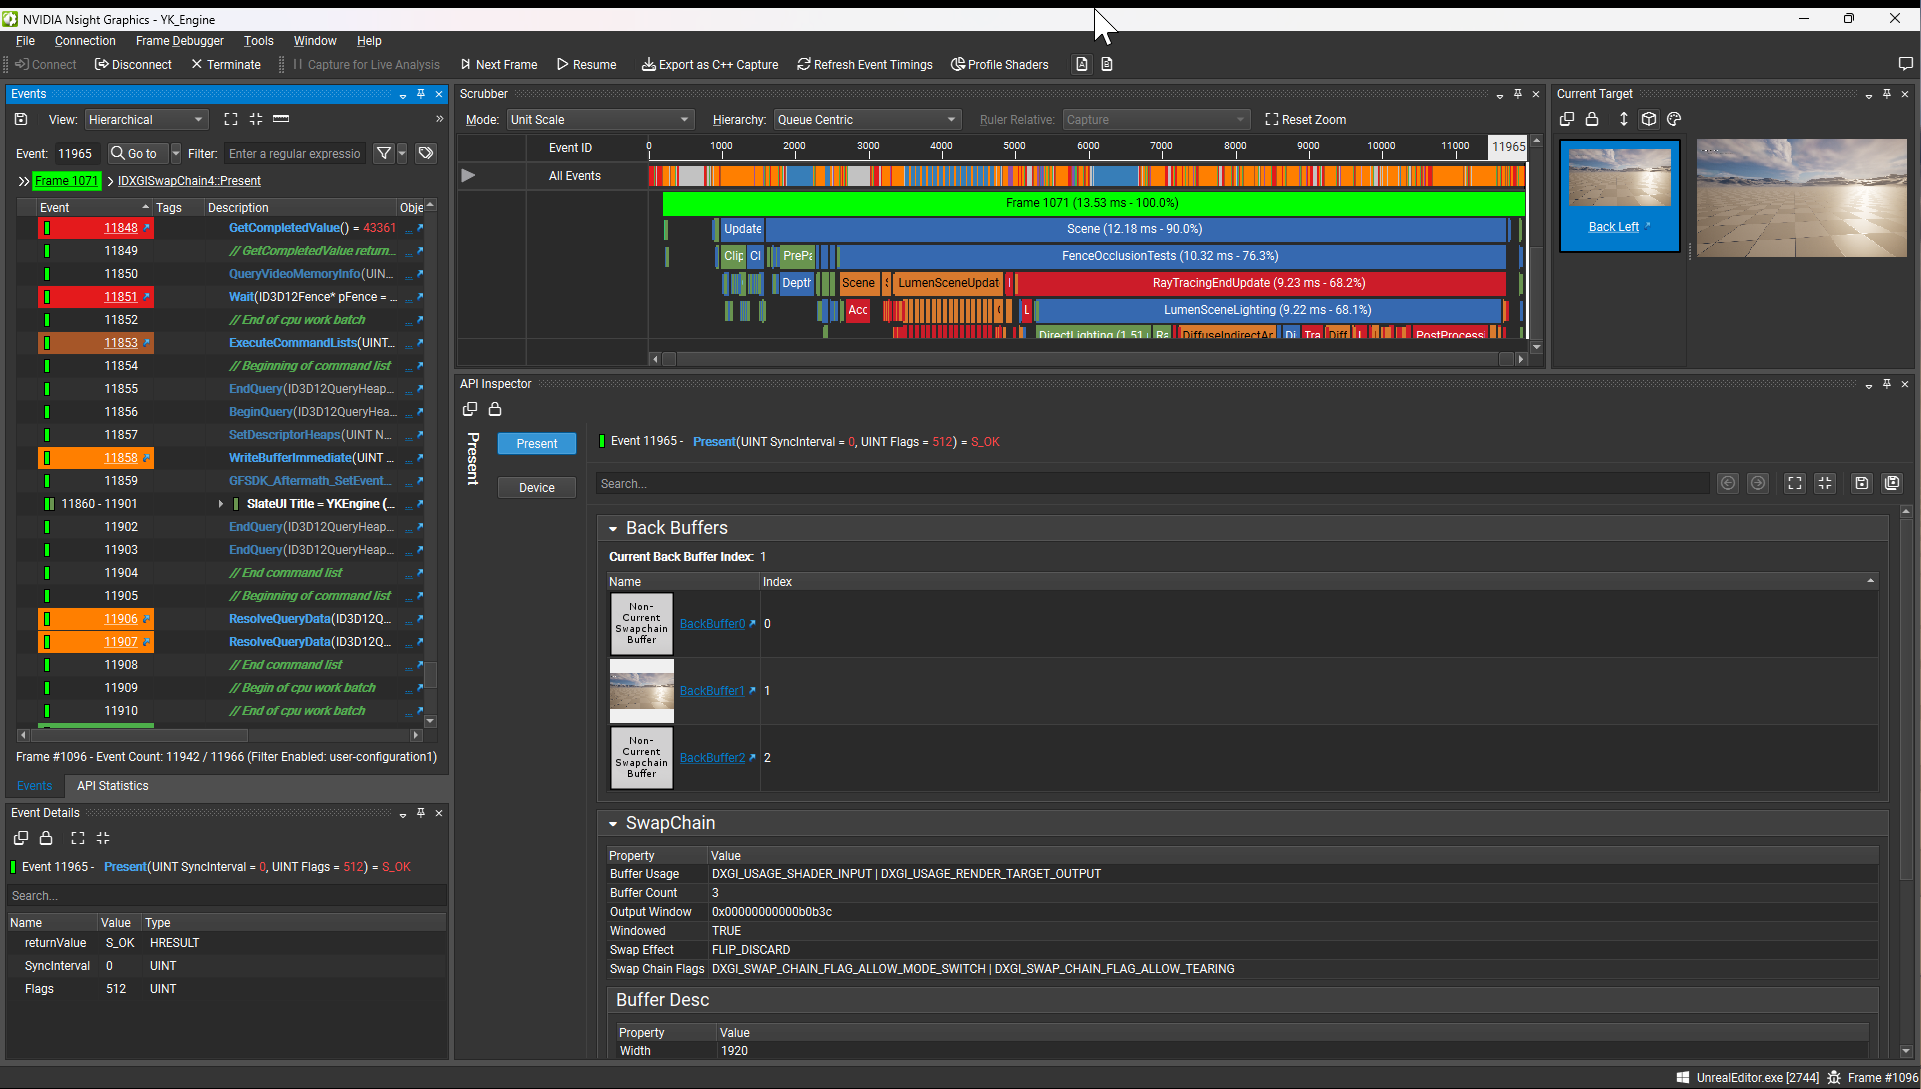 NVIDIA Nsight Graphics - YK_Engine
File Connection Frame Debugger Tools Window Help
Connect Disconnect Terminate Capture for Live Analysis Next Frame Resume Export as C++ Capture Refresh Event Timings Profile Shaders
Events
View: Hierarchical
Event: 11965 Go to Filter: Enter a regular expressio
Frame 1071 > IDXGISwapChain4::Present
Event Tags Description Obje
11848 GetCompletedValue() = 43361 ...
11849 // GetCompletedValue return... ...
11850 QueryVideoMemoryInfo(UIN... ...
11851 Wait(ID3D12Fence* pFence = ... ...
11852 // End of cpu work batch ...
11853 ExecuteCommandLists(UINT... ...
11854 // Beginning of command list ...
11855 EndQuery(ID3D12QueryHeap... ...
11856 BeginQuery(ID3D12QueryHea... ...
11857 SetDescriptorHeaps(UINT N... ...
11858 WriteBufferImmediate(UINT ... ...
11859 GFSDK_Aftermath_SetEvent... ...
11860 - 11901 SlateUI Title = YKEngine (... ...
11902 EndQuery(ID3D12QueryHeap... ...
11903 EndQuery(ID3D12QueryHeap... ...
11904 // End command list ...
11905 // Beginning of command list ...
11906 ResolveQueryData(ID3D12Q... ...
11907 ResolveQueryData(ID3D12Q... ...
11908 // End command list ...
11909 // Begin of cpu work batch ...
11910 // End of cpu work batch ...
Frame #1096 - Event Count: 11942 / 11966 (Filter Enabled: user-configuration1)
Events API Statistics
Event Details
Event 11965 - Present(UINT SyncInterval = 0, UINT Flags = 512) = S_OK
Search...
Name Value Type
returnValue S_OK HRESULT
SyncInterval 0 UINT
Flags 512 UINT
Scrubber
Mode: Unit Scale Hierarchy: Queue Centric Ruler Relative: Capture Reset Zoom
Event ID 0 1000 2000 3000 4000 5000 6000 7000 8000 9000 10000 11000 11965
All Events
Frame 1071 (13.53 ms - 100.0%)
Update Scene (12.18 ms - 90.0%)
Clip Cl PrePa FenceOcclusionTests (10.32 ms - 76.3%)
Depth Scene S LumenSceneUpdat RayTracingEndUpdate (9.23 ms - 68.2%)
Acc L LumenSceneLighting (9.22 ms - 68.1%)
DirectLighting (1.51 Ra DiffuseIndirectAr Di Tra Diff L PostProcess
Current Target
Back Left
API Inspector
Present
Present
Device
Event 11965 - Present(UINT SyncInterval = 0, UINT Flags = 512) = S_OK
Search...
Back Buffers
Current Back Buffer Index: 1
Name Index
Non-
Current
Swapchain
Buffer
BackBuffer0 0
BackBuffer1 1
Non-
Current
Swapchain
Buffer
BackBuffer2 2
SwapChain
Property Value
Buffer Usage DXGI_USAGE_SHADER_INPUT | DXGI_USAGE_RENDER_TARGET_OUTPUT
Buffer Count 3
Output Window 0x00000000000b0b3c
Windowed TRUE
Swap Effect FLIP_DISCARD
Swap Chain Flags DXGI_SWAP_CHAIN_FLAG_ALLOW_MODE_SWITCH | DXGI_SWAP_CHAIN_FLAG_ALLOW_TEARING
Buffer Desc
Property Value
Width 1920
UnrealEditor.exe [2744] Frame #1096